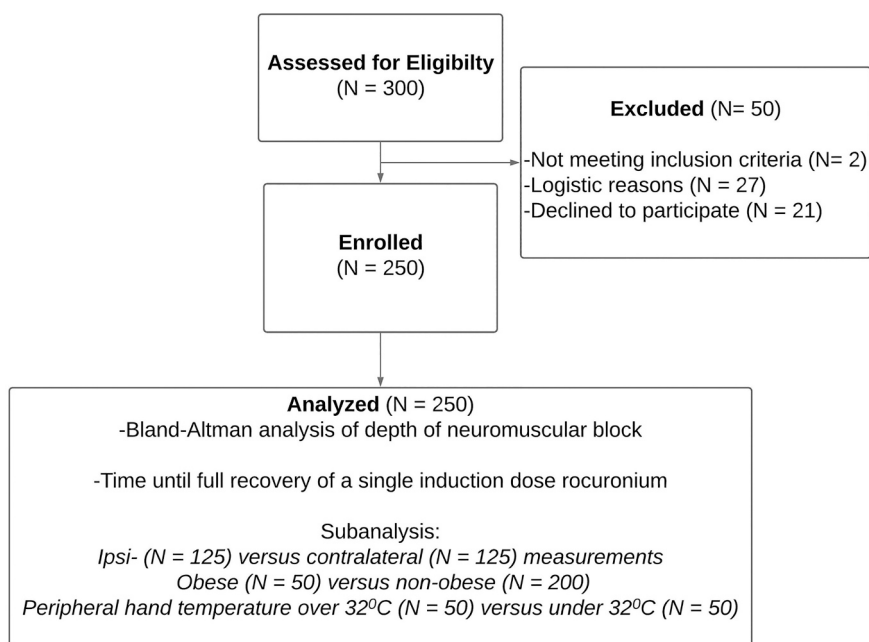 Assessed for Eligibilty
(N = 300)
Excluded (N= 50)
-Not meeting inclusion criteria (N= 2)
-Logistic reasons (N = 27)
-Declined to participate (N = 21)
Enrolled
(N = 250)
Analyzed (N = 250)
-Bland-Altman analysis of depth of neuromuscular block
-Time until full recovery of a single induction dose rocuronium
Subanalysis:
Ipsi- (N = 125) versus contralateral (N = 125) measurements
Obese (N = 50) versus non-obese (N = 200)
Peripheral hand temperature over 32⁰C (N = 50) versus under 32⁰C (N = 50)